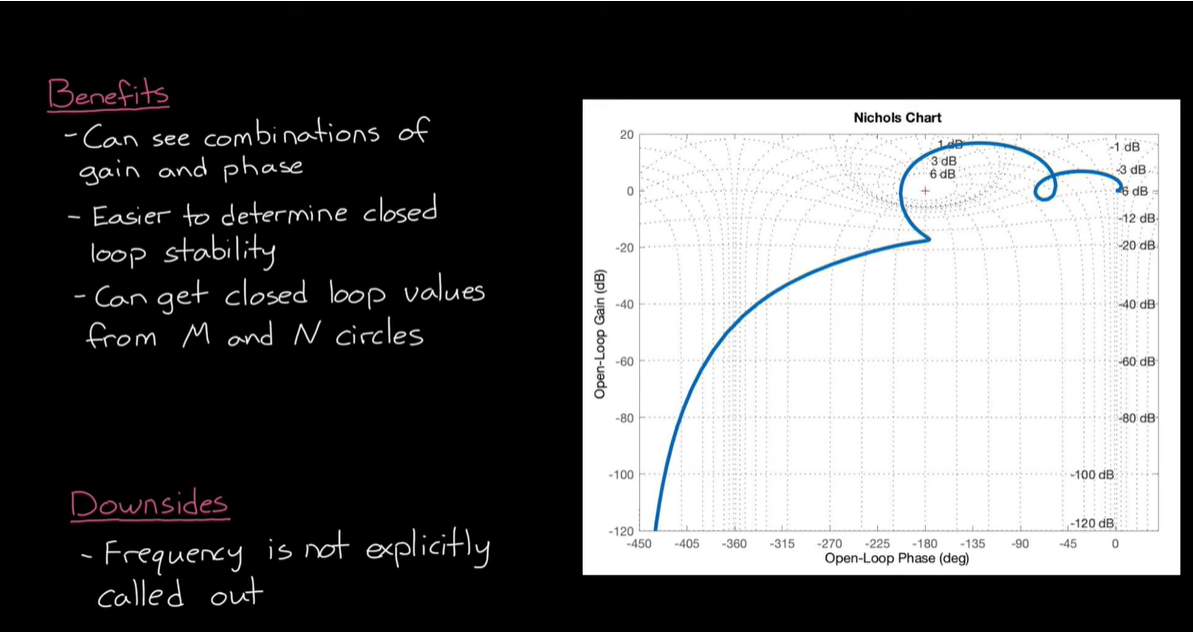 Benefits
- Can see combinations of
gain and phase
- Easier to determine closed
loop stability
- Can get closed loop values
from M and N circles
Downsides
- Frequency is not explicitly
called out
Nichols Chart
20
0
-20
-40
-60
-80
-100
-120
Open-Loop Gain (dB)
1 dB
3 dB
6 dB
-1 dB
-3 dB
-6 dB
-12 dB
-20 dB
-40 dB
-60 dB
-80 dB
-100 dB
-120 dB
-450 -405 -360 -315 -270 -225 -180 -135 -90 -45 0
Open-Loop Phase (deg)